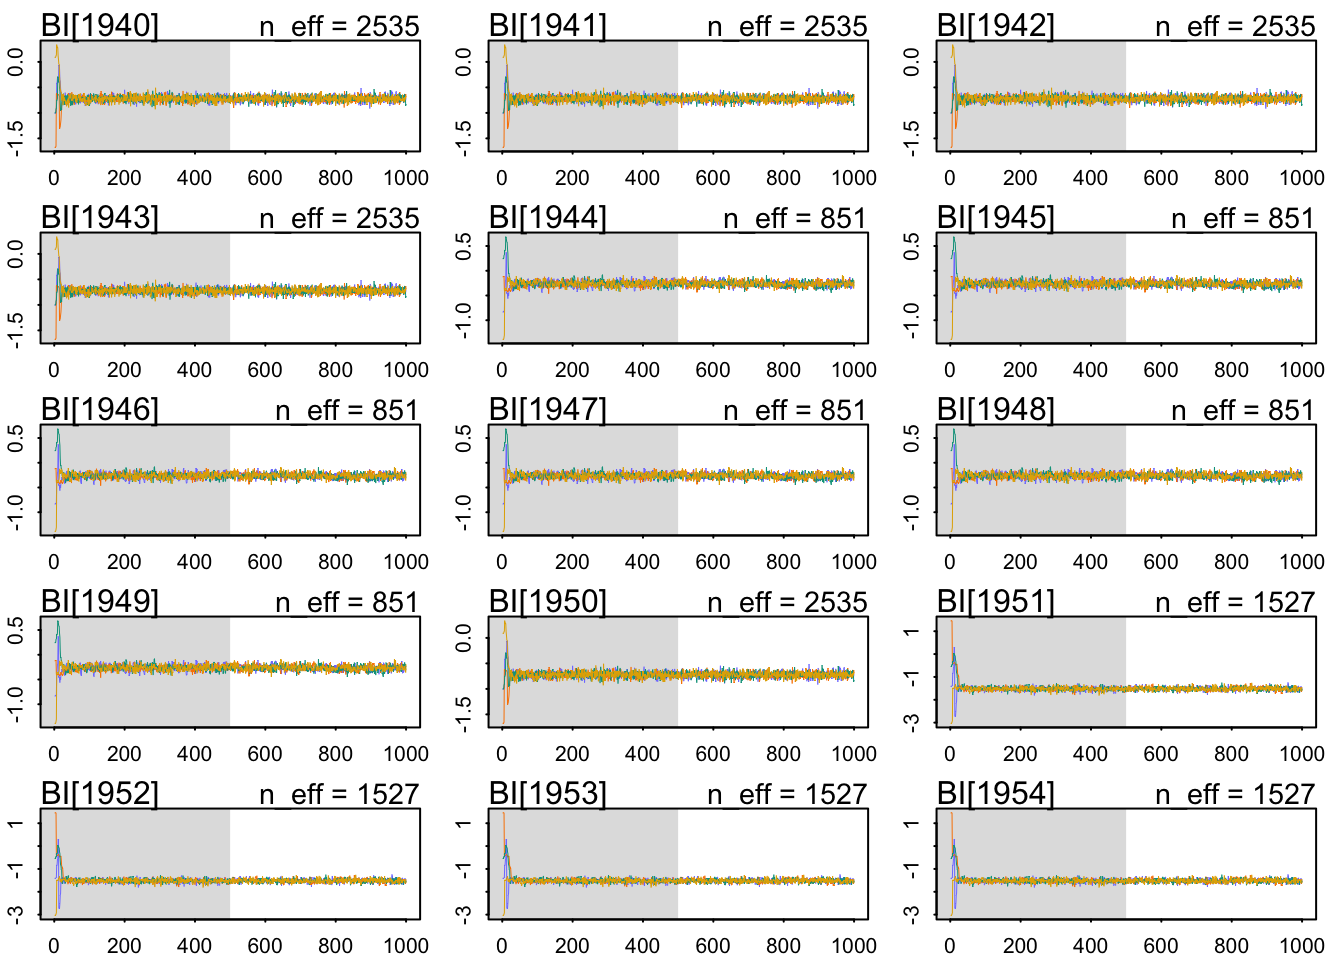 BI[1940] n_eff = 2535 BI[1941] n_eff = 2535 BI[1942] n_eff = 2535
0.0 -1.5 0.0 -1.5 0.0 -1.5
0 200 400 600 800 1000 0 200 400 600 800 1000 0 200 400 600 800 1000
BI[1943] n_eff = 2535 BI[1944] n_eff = 851 BI[1945] n_eff = 851
0.0 -1.5 0.5 -1.0 0.5 -1.0
0 200 400 600 800 1000 0 200 400 600 800 1000 0 200 400 600 800 1000
BI[1946] n_eff = 851 BI[1947] n_eff = 851 BI[1948] n_eff = 851
0.5 -1.0 0.5 -1.0 0.5 -1.0
0 200 400 600 800 1000 0 200 400 600 800 1000 0 200 400 600 800 1000
BI[1949] n_eff = 851 BI[1950] n_eff = 2535 BI[1951] n_eff = 1527
0.5 -1.0 0.0 -1.5 1 -1 -3
0 200 400 600 800 1000 0 200 400 600 800 1000 0 200 400 600 800 1000
BI[1952] n_eff = 1527 BI[1953] n_eff = 1527 BI[1954] n_eff = 1527
1 -1 -3 1 -1 -3 1 -1 -3
0 200 400 600 800 1000 0 200 400 600 800 1000 0 200 400 600 800 1000